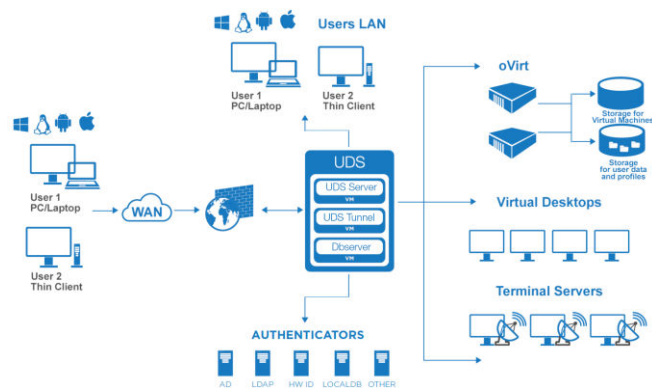 Users LAN
User 1
PC/Laptop
User 2
Thin Client
User 1
PC/Laptop
User 2
Thin Client
WAN
UDS
UDS Server
VM
UDS Tunnel
VM
Dbserver
VM
AUTHENTICATORS
AD
LDAP
HW ID
LOCALDB
OTHER
oVirt
Storage for
Virtual Machines
Storage
for user data
and profiles
Virtual Desktops
Terminal Servers